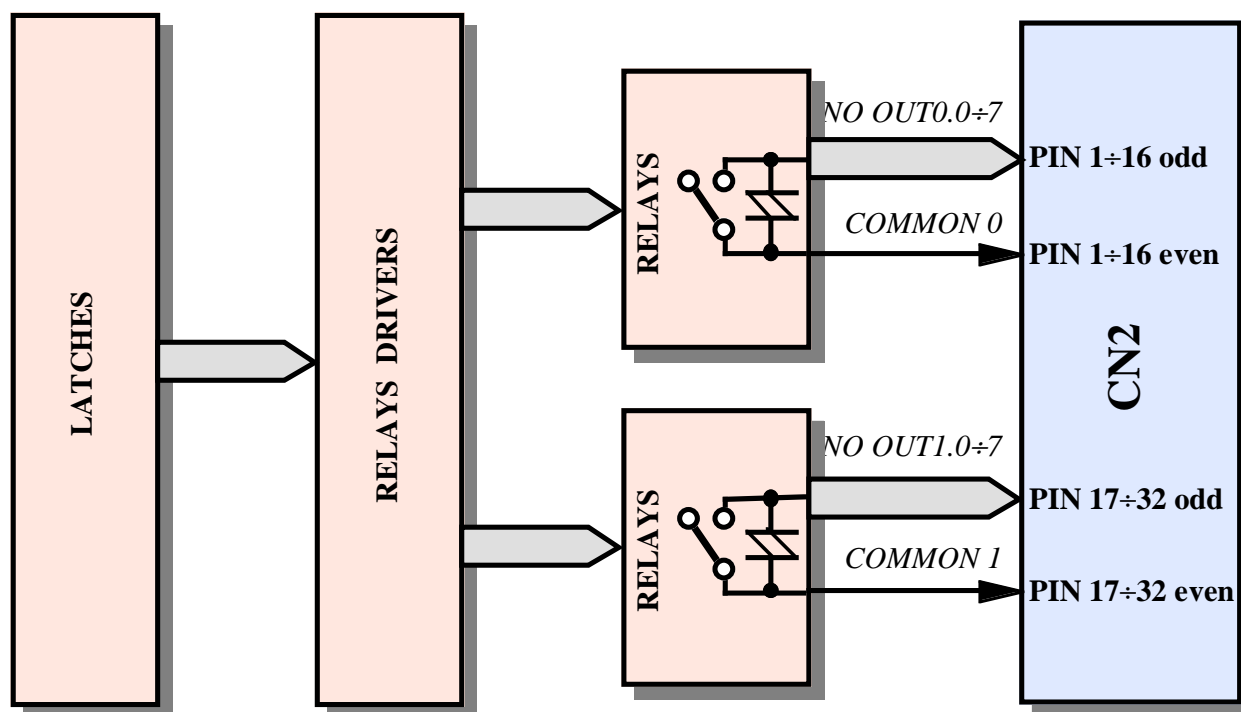 LATCHES
RELAYS DRIVERS
RELAYS
NO OUT0.0÷7
COMMON 0
RELAYS
NO OUT1.0÷7
COMMON 1
PIN 1÷16 odd
PIN 1÷16 even
CN2
PIN 17÷32 odd
PIN 17÷32 even